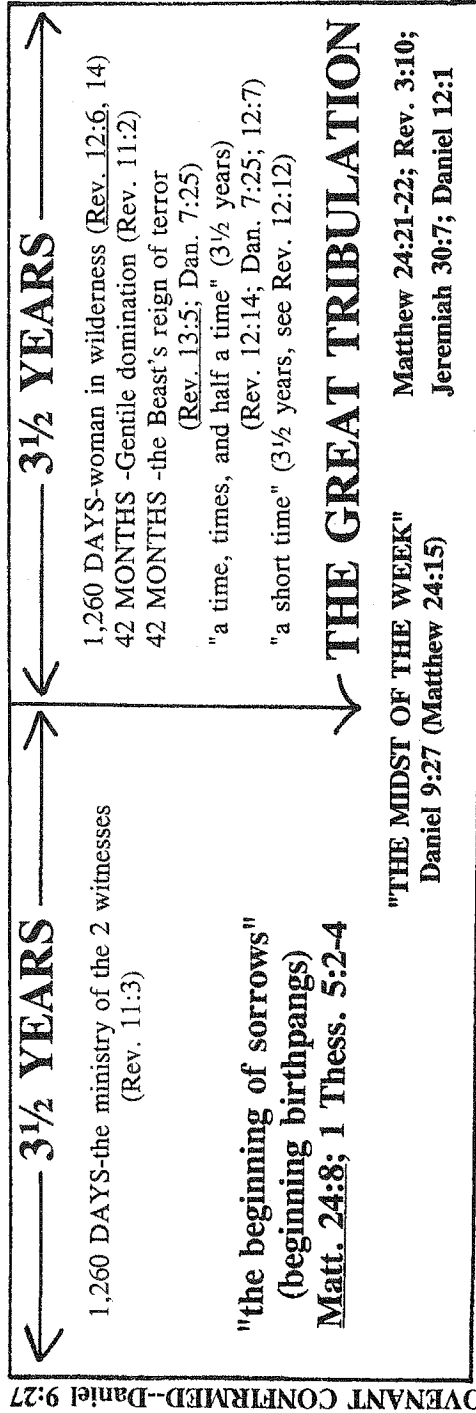 3½ YEARS
1,260 DAYS-the ministry of the 2 witnesses
(Rev. 11:3)
"the beginning of sorrows"
(beginning birthpangs)
Matt. 24:8; 1 Thess. 5:2-4
3½ YEARS
1,260 DAYS-woman in wilderness (Rev. 12:6, 14)
42 MONTHS -Gentile domination (Rev. 11:2)
42 MONTHS -the Beast's reign of terror
(Rev. 13:5; Dan. 7:25)
"a time, times, and half a time" (3½ years)
(Rev. 12:14; Dan. 7:25; 12:7)
"a short time" (3½ years, see Rev. 12:12)
THE GREAT TRIBULATION
"THE MIDST OF THE WEEK"
Daniel 9:27 (Matthew 24:15)
Matthew 24:21-22; Rev. 3:10;
Jeremiah 30:7; Daniel 12:1
OVENANT CONFIRMED--Daniel 9:27